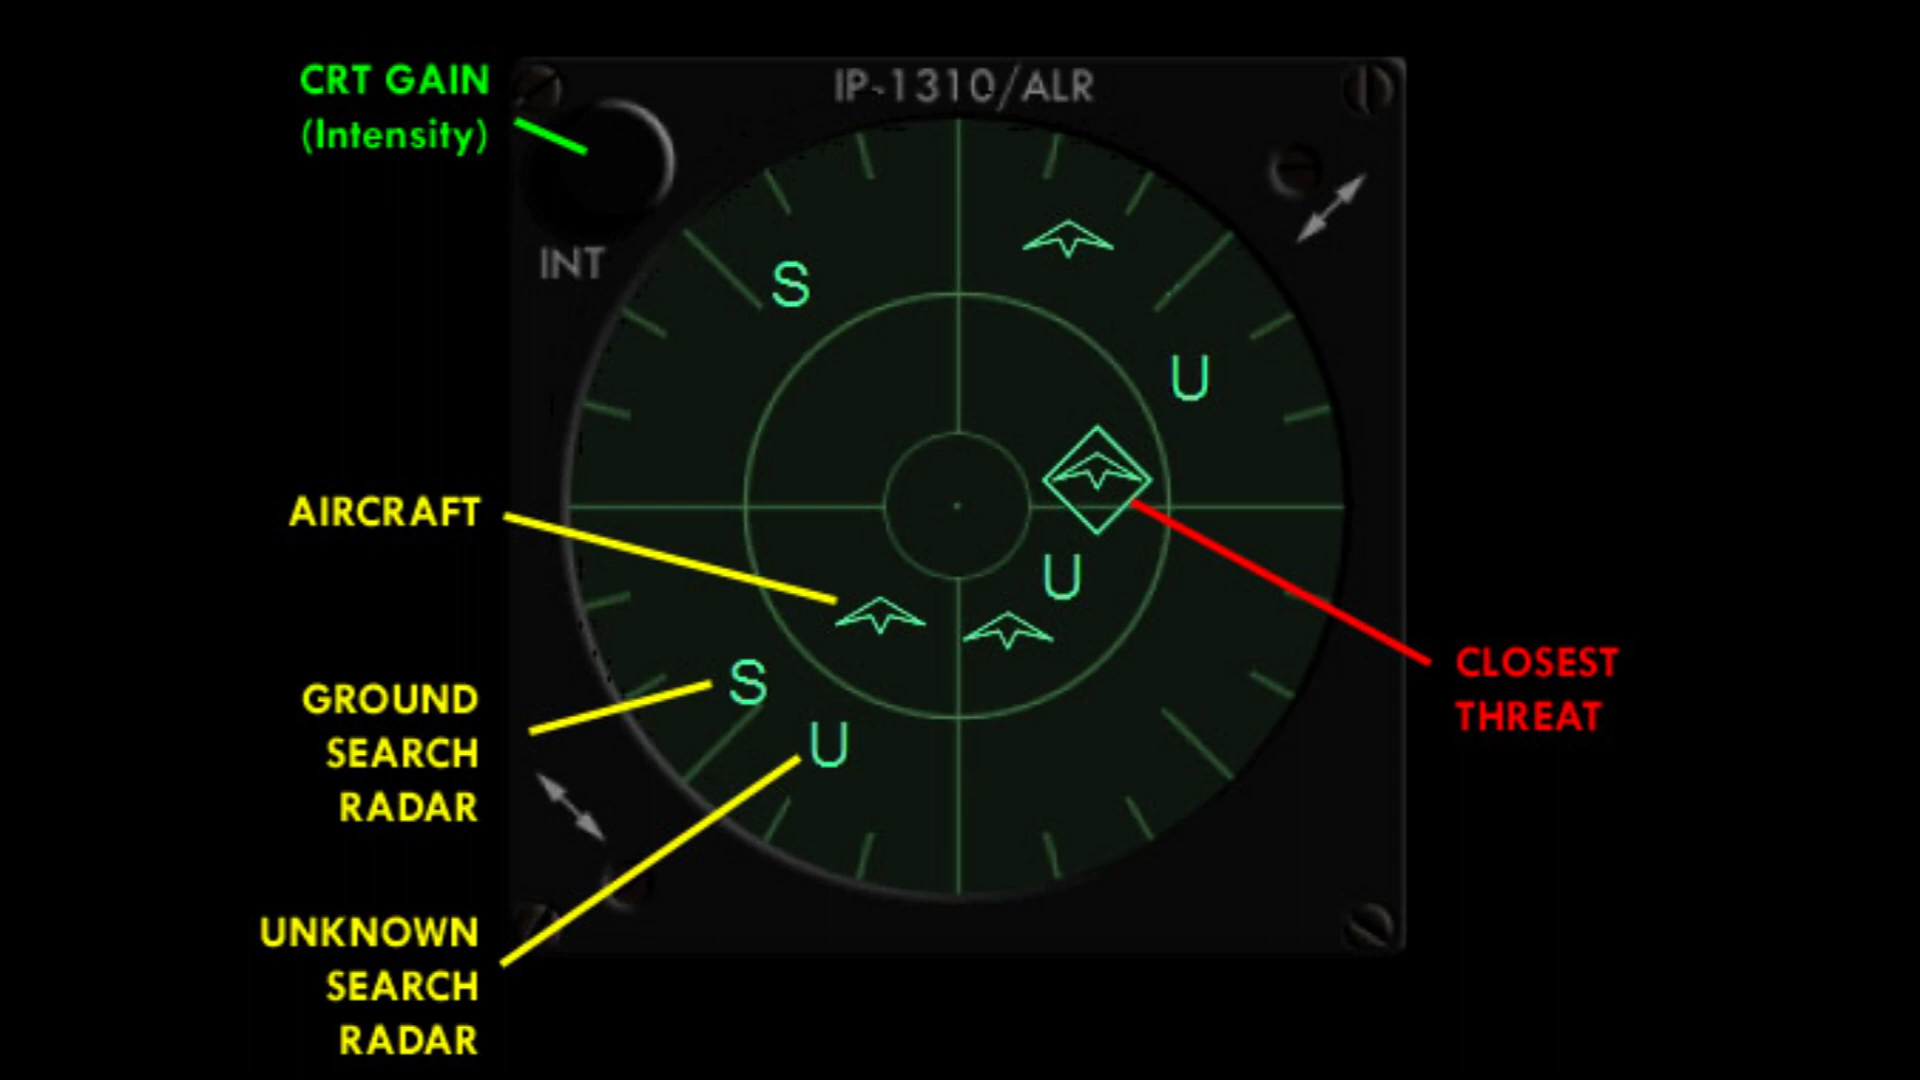 CRT GAIN
(Intensity)
IP-1310/ALR
INT
S
U
AIRCRAFT
U
CLOSEST
THREAT
S
GROUND
SEARCH
RADAR
U
UNKNOWN
SEARCH
RADAR